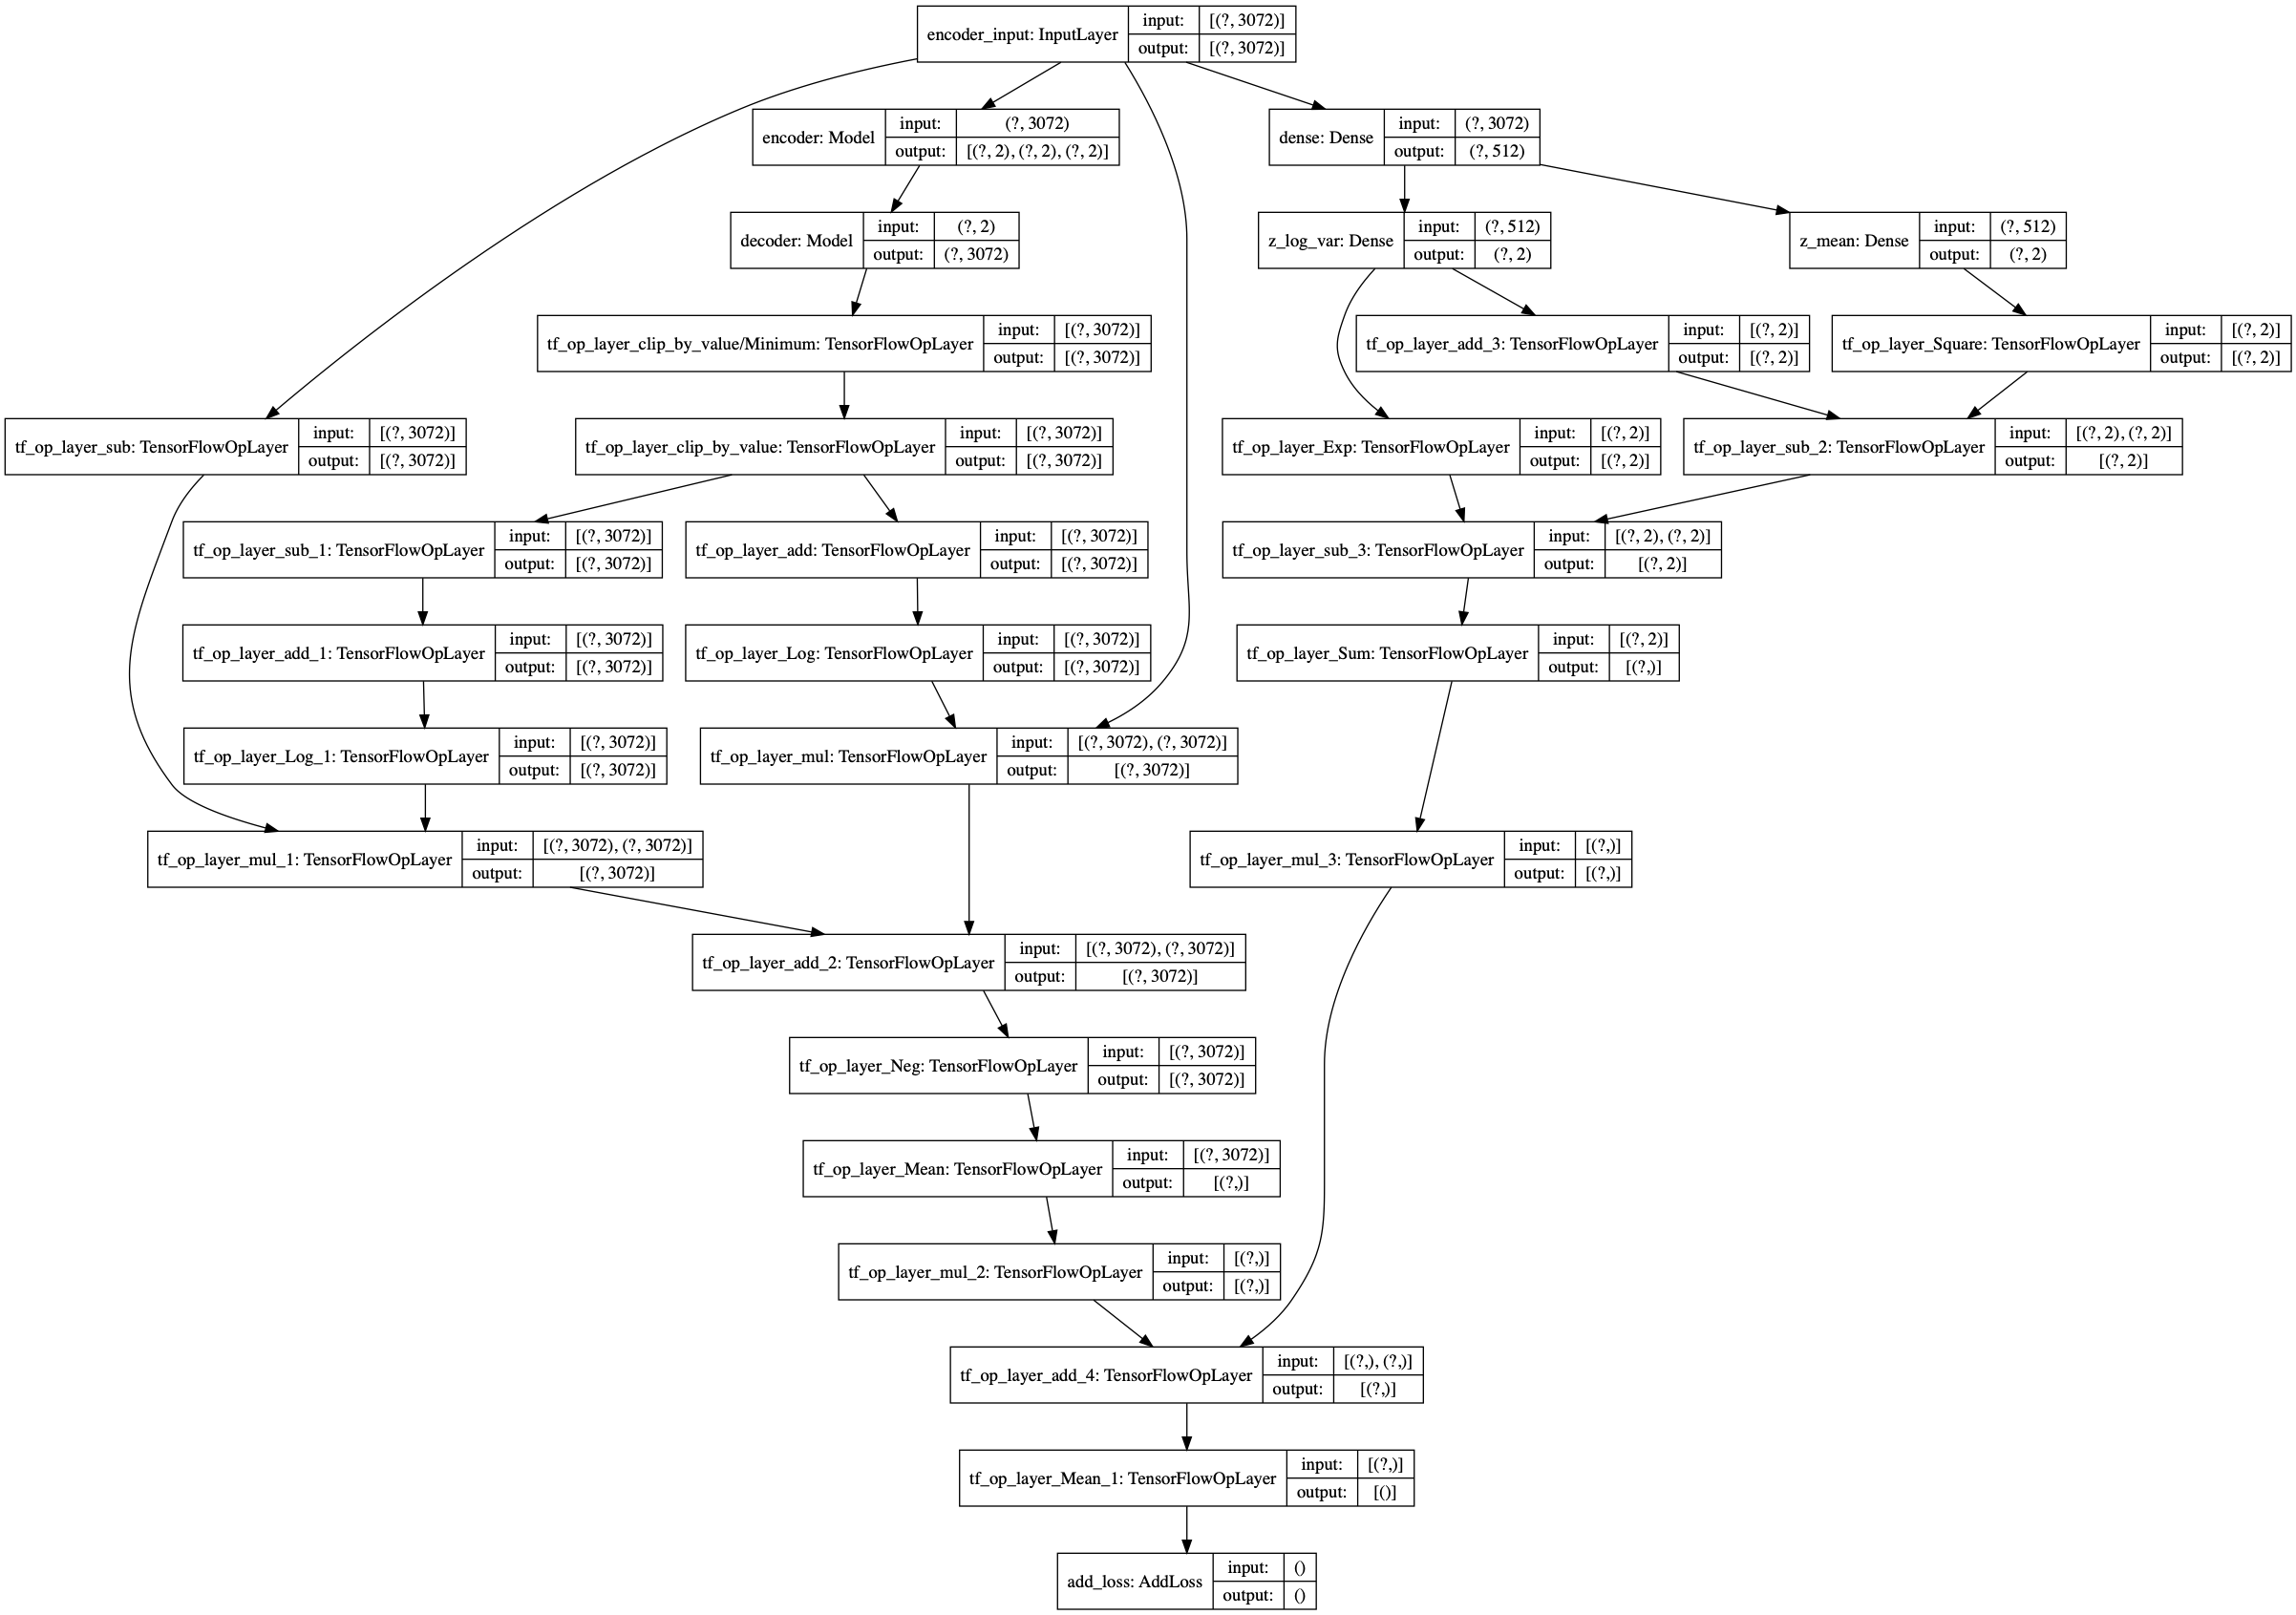 encoder_input: InputLayer
input: [(?, 3072)]
output: [(?, 3072)]
encoder: Model
input: (?, 3072)
output: [(?, 2), (?, 2), (?, 2)]
dense: Dense
input: (?, 3072)
output: (?, 512)
decoder: Model
input: (?, 2)
output: (?, 3072)
z_log_var: Dense
input: (?, 512)
output: (?, 2)
z_mean: Dense
input: (?, 512)
output: (?, 2)
tf_op_layer_clip_by_value/Minimum: TensorFlowOpLayer
input: [(?, 3072)]
output: [(?, 3072)]
tf_op_layer_add_3: TensorFlowOpLayer
input: [(?, 2)]
output: [(?, 2)]
tf_op_layer_Square: TensorFlowOpLayer
input: [(?, 2)]
output: [(?, 2)]
tf_op_layer_sub: TensorFlowOpLayer
input: [(?, 3072)]
output: [(?, 3072)]
tf_op_layer_clip_by_value: TensorFlowOpLayer
input: [(?, 3072)]
output: [(?, 3072)]
tf_op_layer_Exp: TensorFlowOpLayer
input: [(?, 2)]
output: [(?, 2)]
tf_op_layer_sub_2: TensorFlowOpLayer
input: [(?, 2), (?, 2)]
output: [(?, 2)]
tf_op_layer_sub_1: TensorFlowOpLayer
input: [(?, 3072)]
output: [(?, 3072)]
tf_op_layer_add: TensorFlowOpLayer
input: [(?, 3072)]
output: [(?, 3072)]
tf_op_layer_sub_3: TensorFlowOpLayer
input: [(?, 2), (?, 2)]
output: [(?, 2)]
tf_op_layer_add_1: TensorFlowOpLayer
input: [(?, 3072)]
output: [(?, 3072)]
tf_op_layer_Log: TensorFlowOpLayer
input: [(?, 3072)]
output: [(?, 3072)]
tf_op_layer_Sum: TensorFlowOpLayer
input: [(?, 2)]
output: [(?,)]
tf_op_layer_Log_1: TensorFlowOpLayer
input: [(?, 3072)]
output: [(?, 3072)]
tf_op_layer_mul: TensorFlowOpLayer
input: [(?, 3072), (?, 3072)]
output: [(?, 3072)]
tf_op_layer_mul_1: TensorFlowOpLayer
input: [(?, 3072), (?, 3072)]
output: [(?, 3072)]
tf_op_layer_mul_3: TensorFlowOpLayer
input: [(?,)]
output: [(?,)]
tf_op_layer_add_2: TensorFlowOpLayer
input: [(?, 3072), (?, 3072)]
output: [(?, 3072)]
tf_op_layer_Neg: TensorFlowOpLayer
input: [(?, 3072)]
output: [(?, 3072)]
tf_op_layer_Mean: TensorFlowOpLayer
input: [(?, 3072)]
output: [(?,)]
tf_op_layer_mul_2: TensorFlowOpLayer
input: [(?,)]
output: [(?,)]
tf_op_layer_add_4: TensorFlowOpLayer
input: [(?,), (?,)]
output: [(?,)]
tf_op_layer_Mean_1: TensorFlowOpLayer
input: [(?,)]
output: [()]
add_loss: AddLoss
input: ()
output: ()